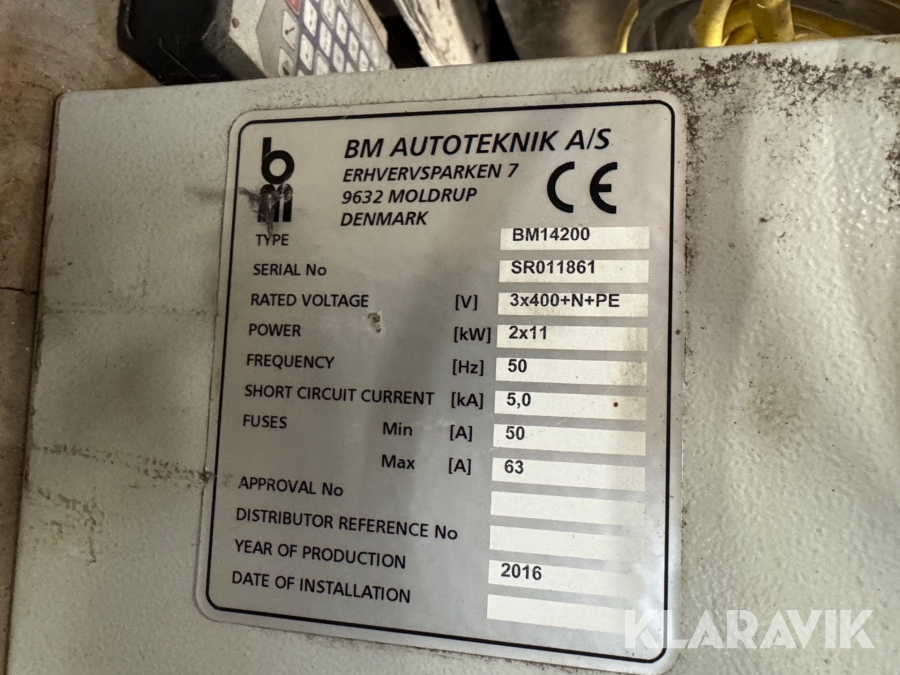 bm
BM AUTOTEKNIK A/S
ERHVERVSPARKEN 7
9632 MOLDRUP
DENMARK
CE
TYPE BM14200
SERIAL No SR011861
RATED VOLTAGE [V] 3x400+N+PE
POWER [kW] 2x11
FREQUENCY [Hz] 50
SHORT CIRCUIT CURRENT [kA] 5,0
FUSES Min [A] 50
Max [A] 63
APPROVAL No
DISTRIBUTOR REFERENCE No
YEAR OF PRODUCTION 2016
DATE OF INSTALLATION
KLARAVIK